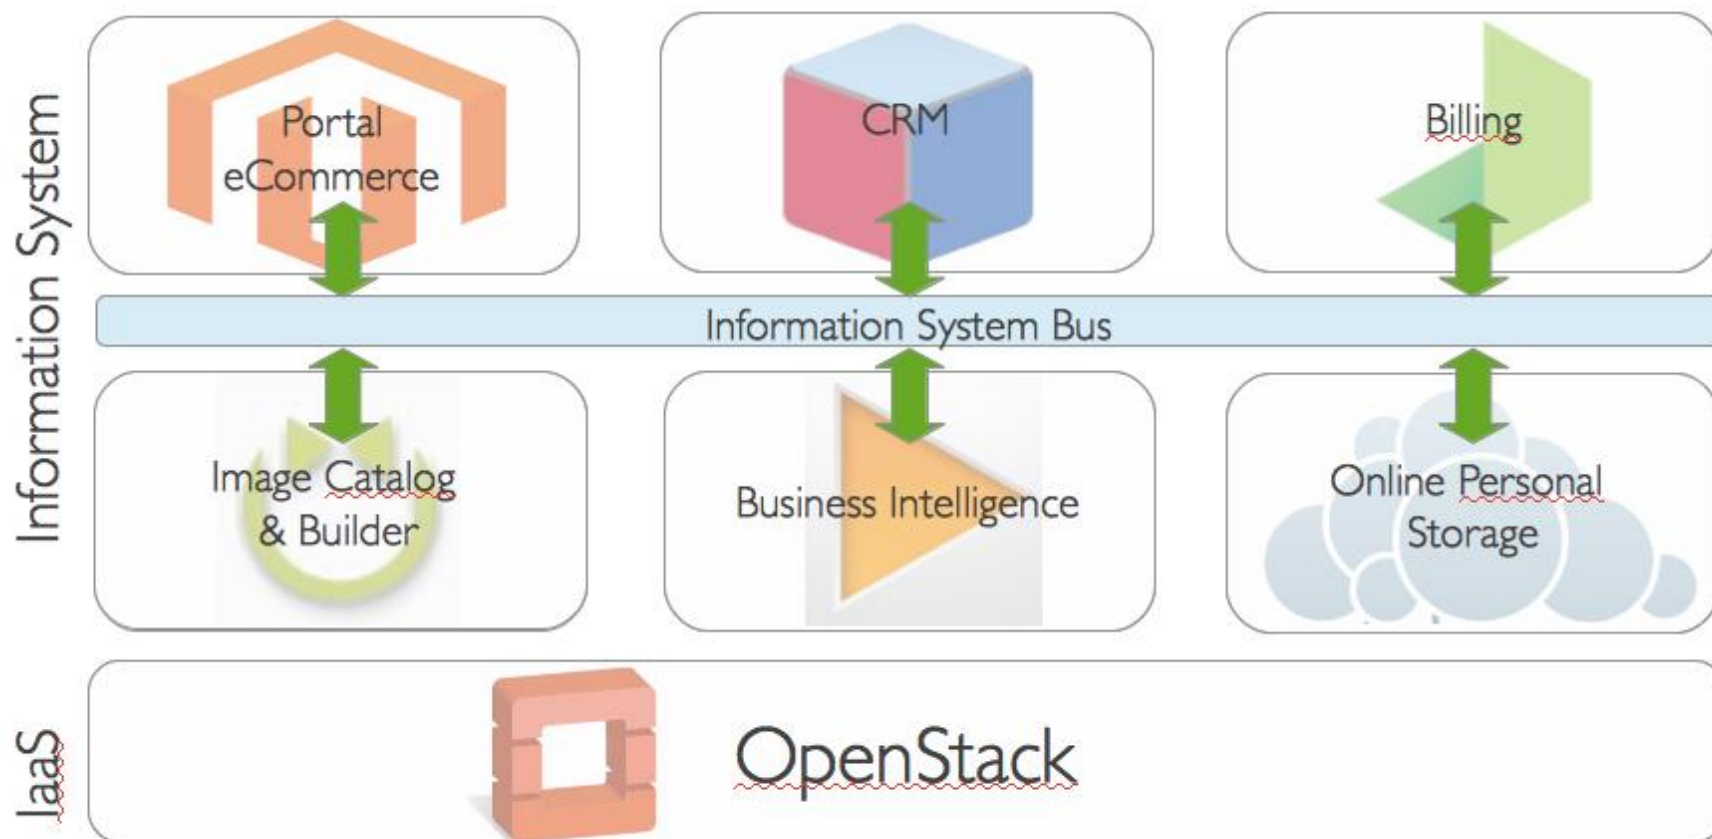 Information System
Portal
eCommerce
CRM
Billing
Information System Bus
Image Catalog
& Builder
Business Intelligence
Online Personal
Storage
IaaS
OpenStack